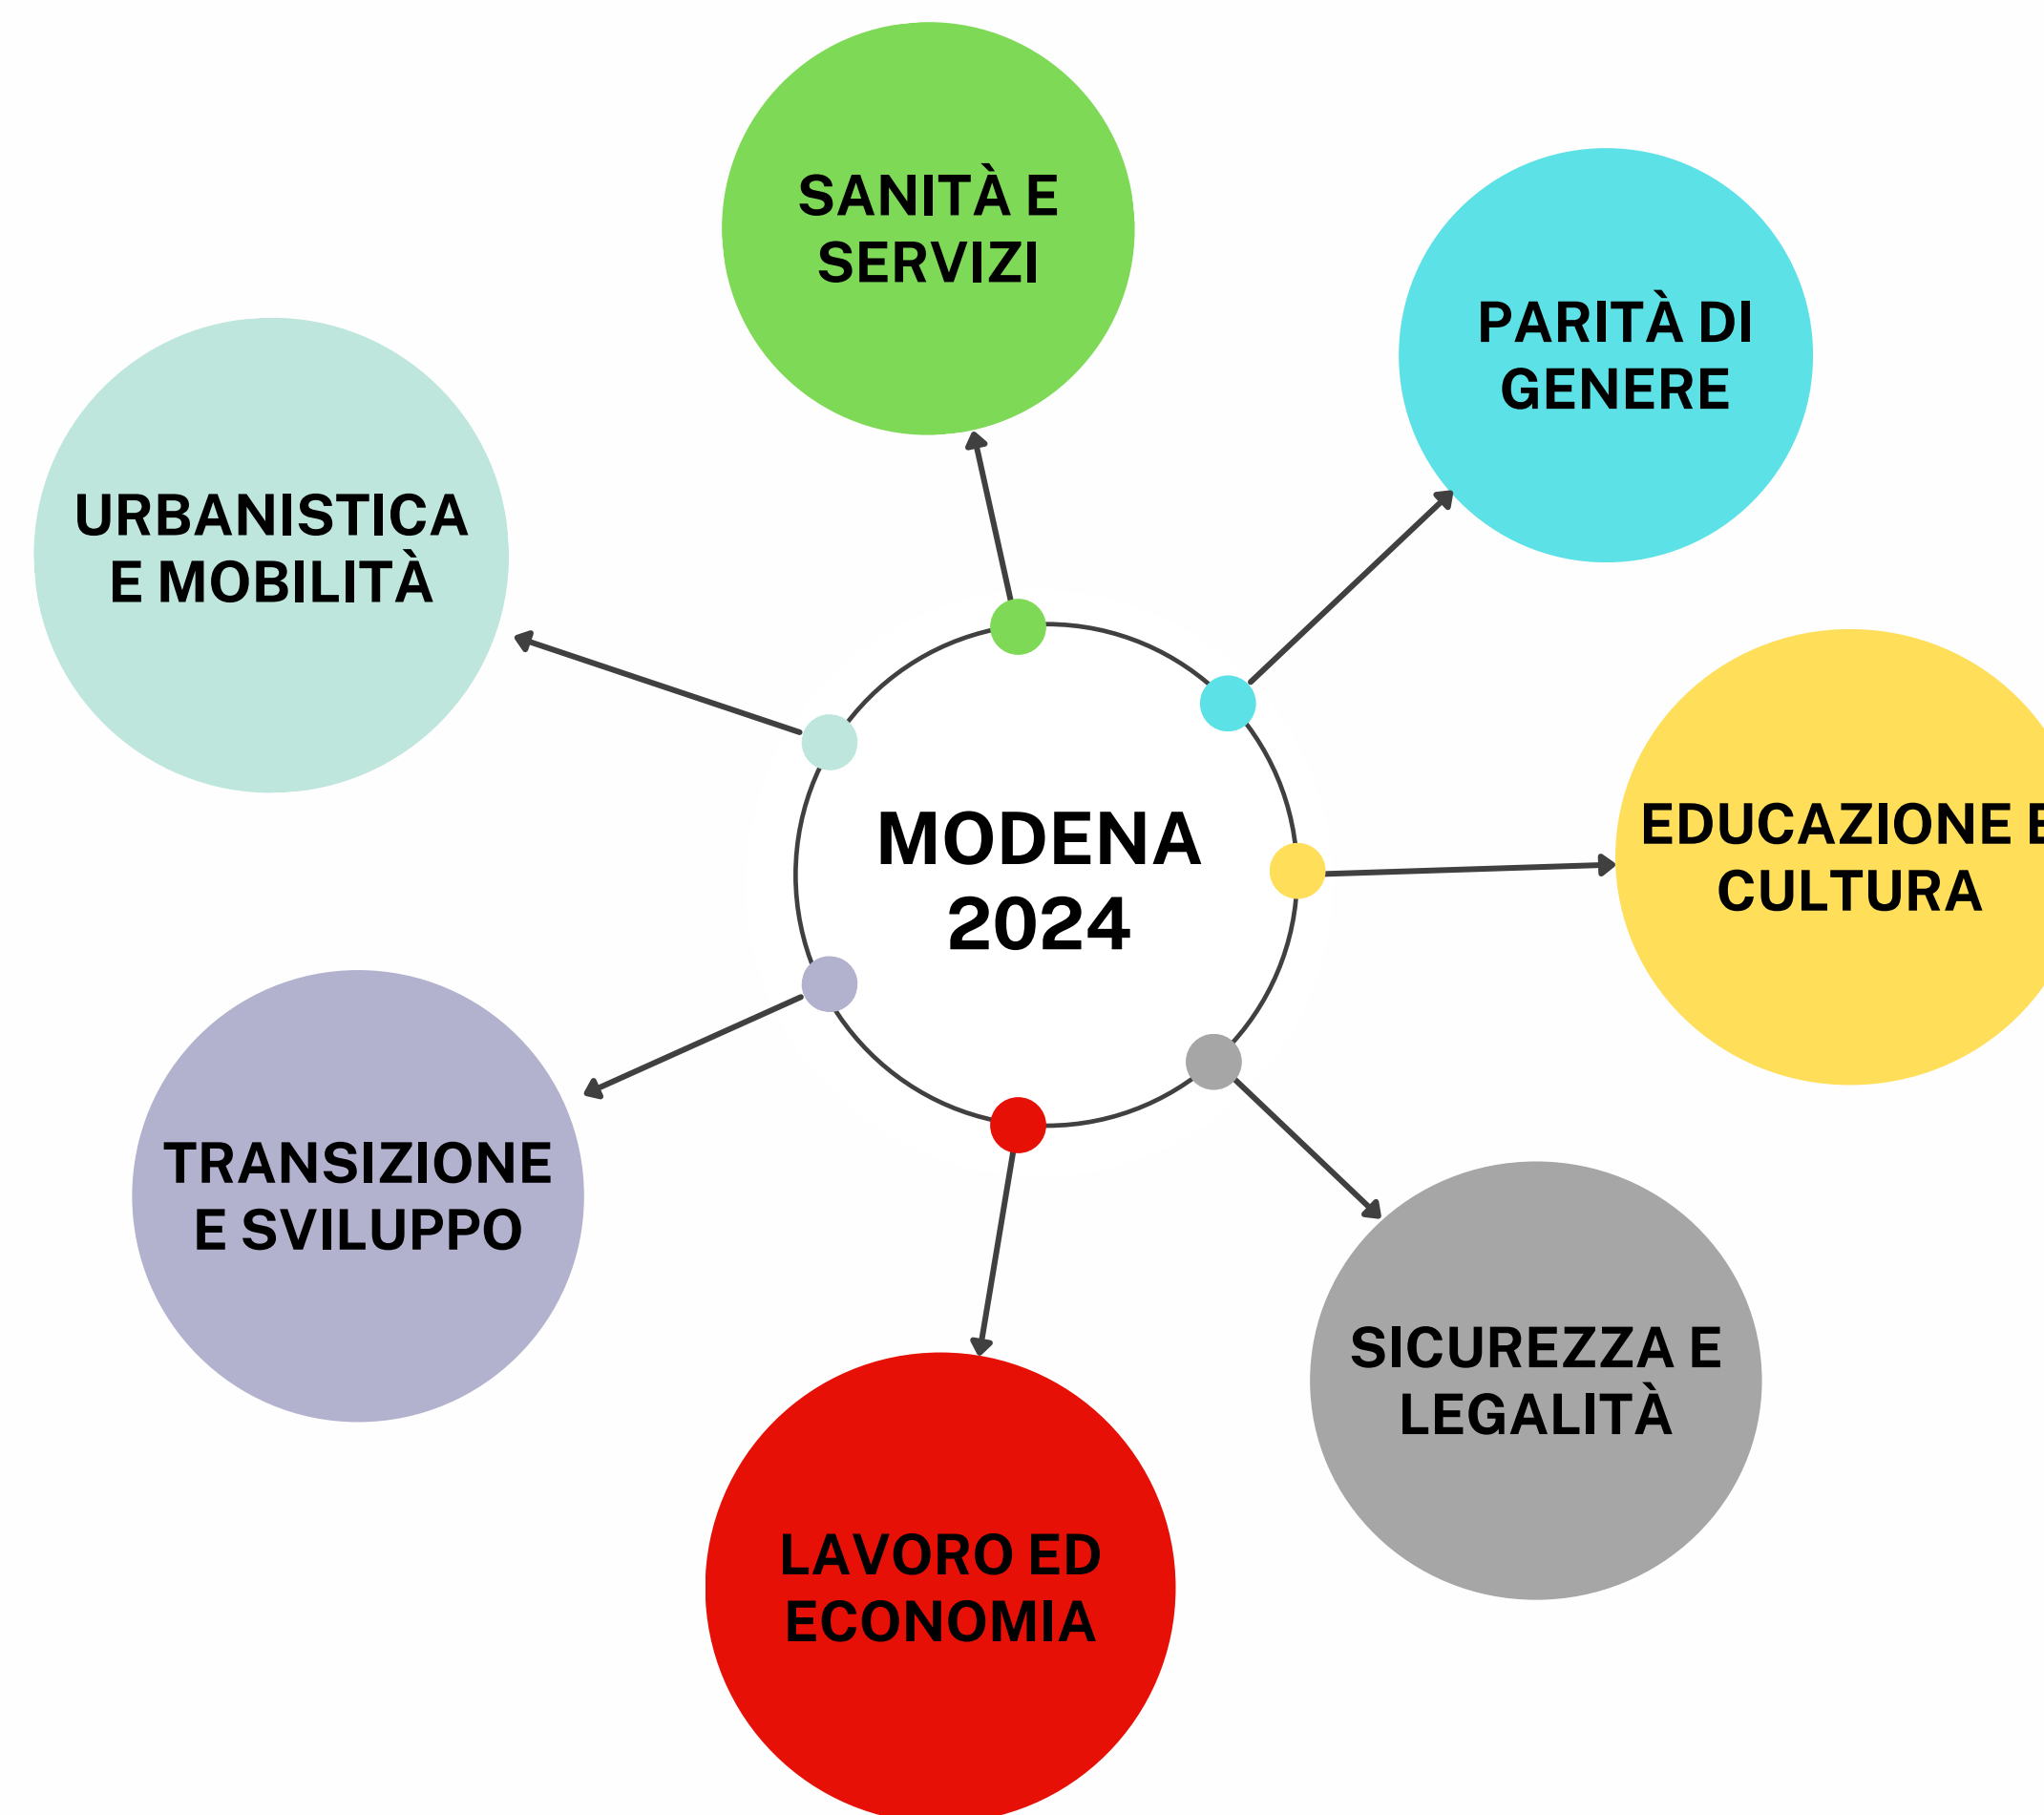 SANITÀ E
SERVIZI
PARITÀ DI
GENERE
URBANISTICA
E MOBILITÀ
MODENA
2024
EDUCAZIONE E
CULTURA
TRANSIZIONE
E SVILUPPO
SICUREZZA E
LEGALITÀ
LAVORO ED
ECONOMIA